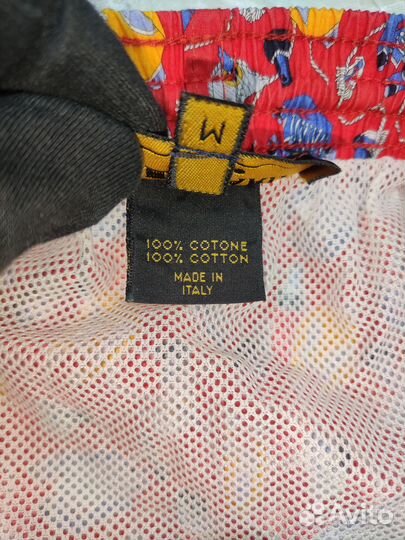 M
100% COTONE
100% COTTON
MADE IN
ITALY
Avito